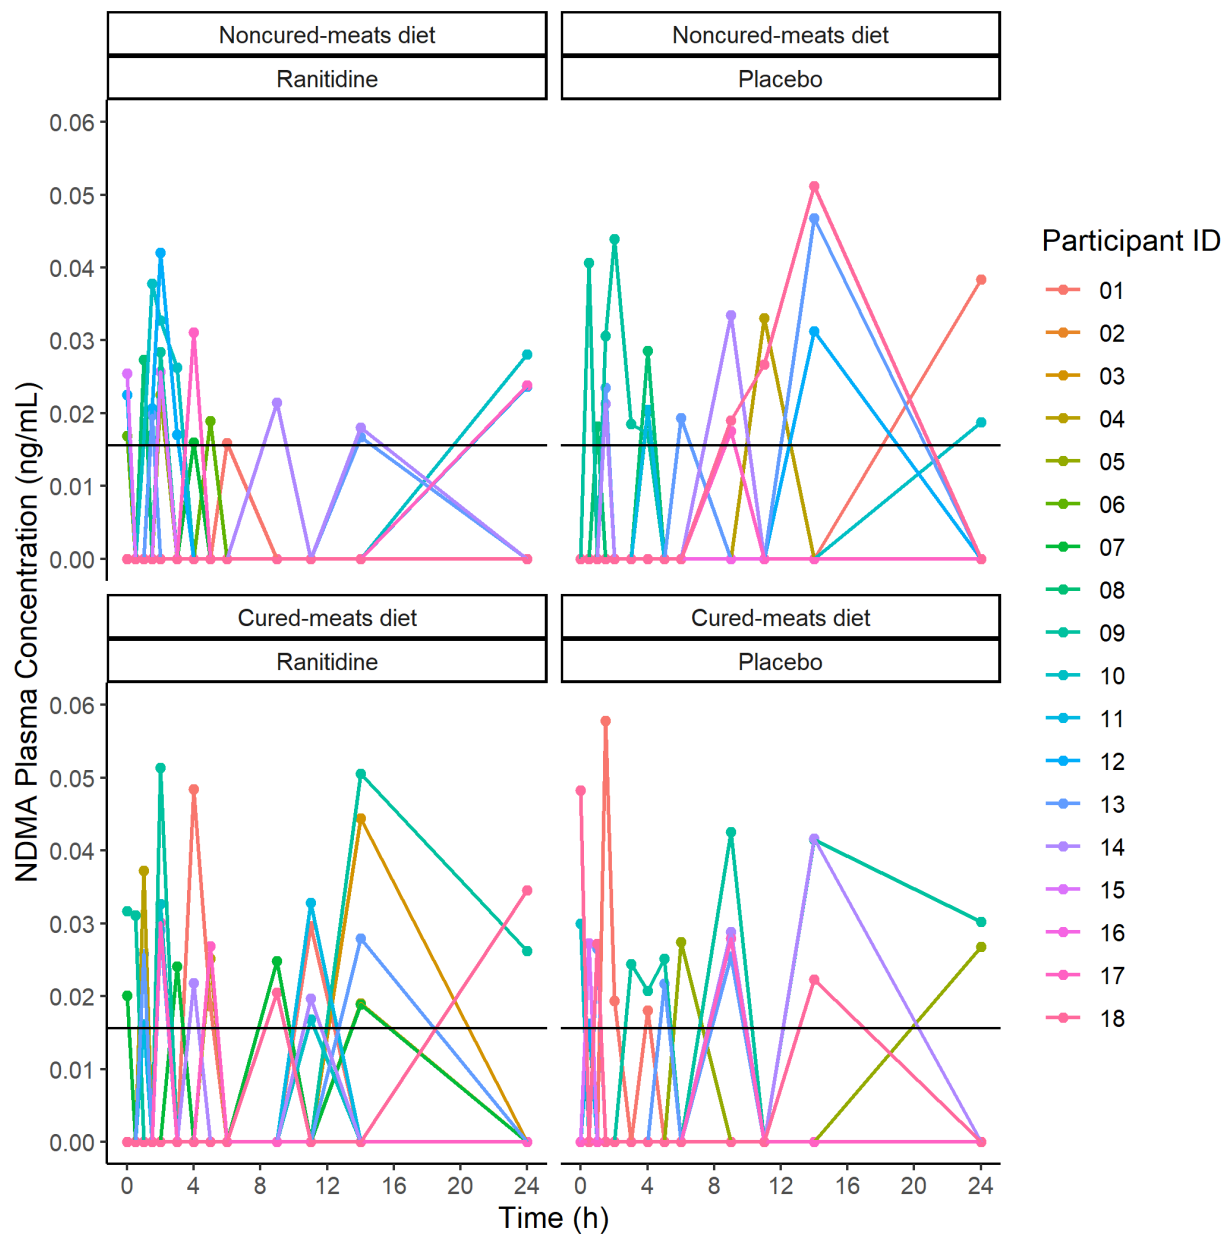 Noncured-meats diet
Noncured-meats diet
Ranitidine
Placebo
0.06
0.05
0.04
0.03
0.02
0.01
0.00
Cured-meats diet
Cured-meats diet
Ranitidine
Placebo
0.06
0.05
0.04
0.03
0.02
0.01
0.00
0 4 8 12 16 20 24
0 4 8 12 16 20 24
Time (h)
NDMA Plasma Concentration (ng/mL)
Participant ID
01
02
03
04
05
06
07
08
09
10
11
12
13
14
15
16
17
18